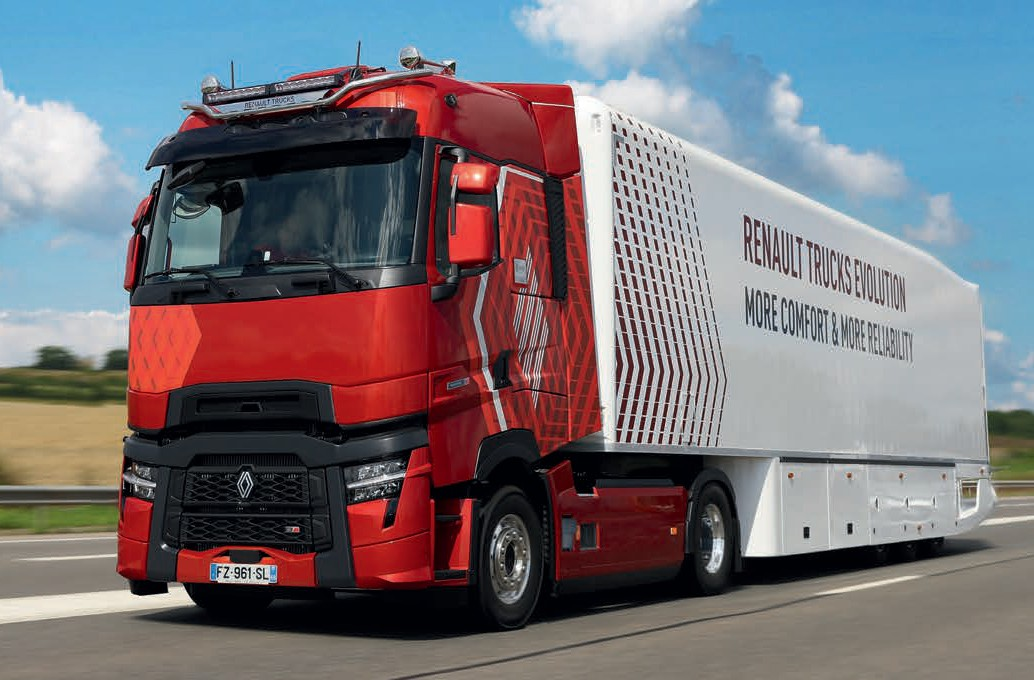 RENAULT TRUCKS
RENAULT TRUCKS EVOLUTION
MORE COMFORT & MORE RELIABILITY
FZ-961-SL